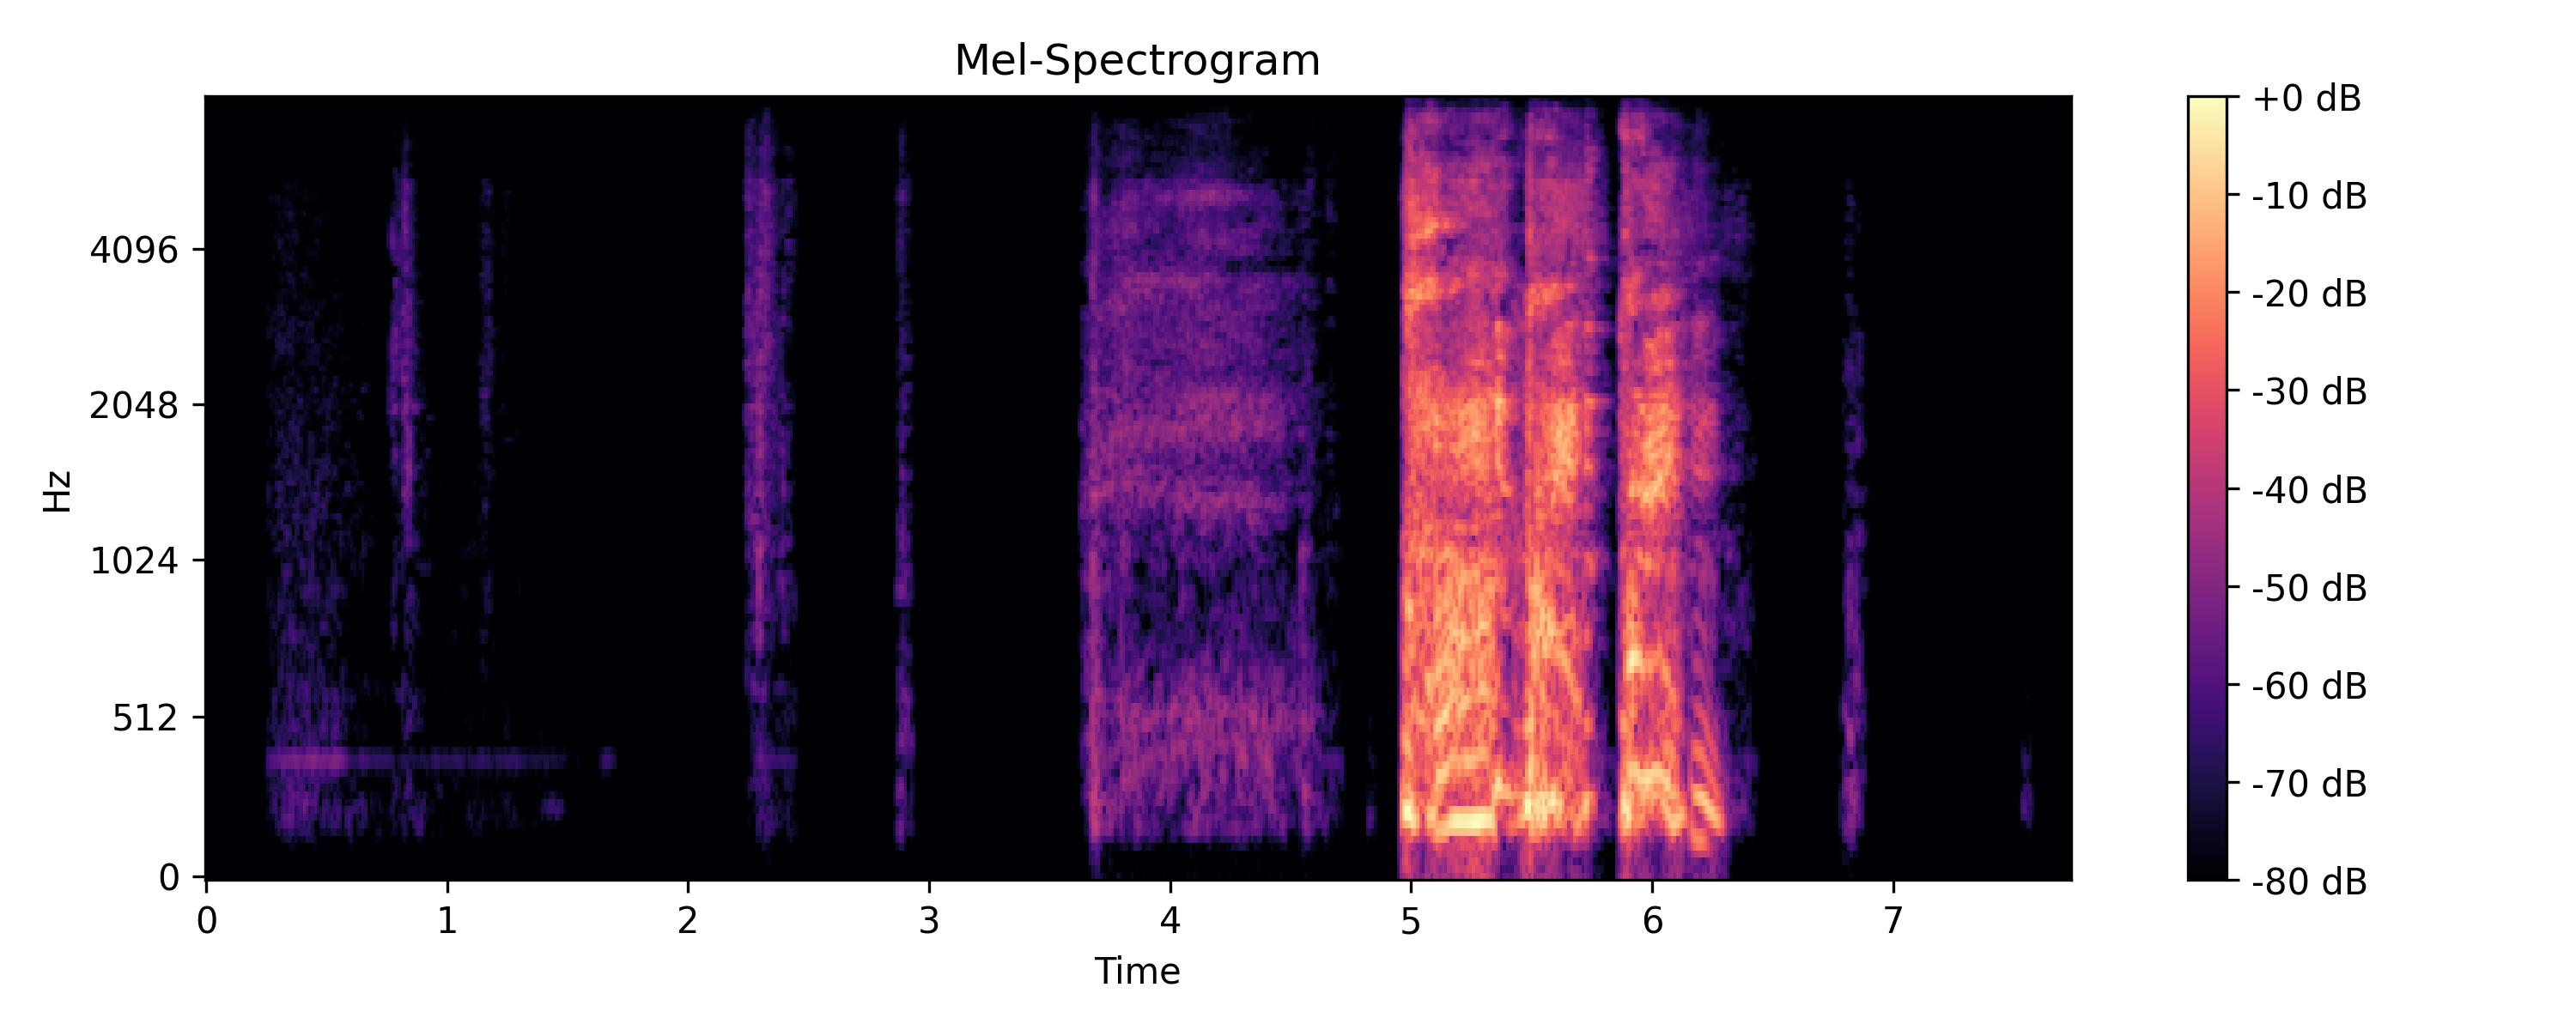 Mel-Spectrogram
Hz
4096
2048
1024
512
0
0 1 2 3 4 5 6 7
Time
+0 dB
-10 dB
-20 dB
-30 dB
-40 dB
-50 dB
-60 dB
-70 dB
-80 dB